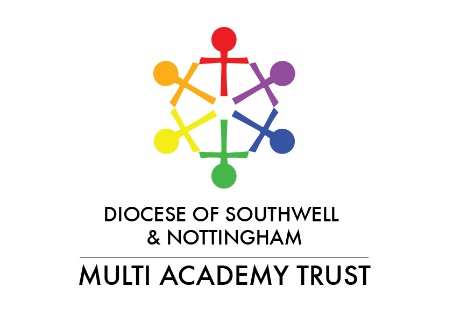 DIOCESE OF SOUTHWELL
& NOTTINGHAM
MULTI ACADEMY TRUST